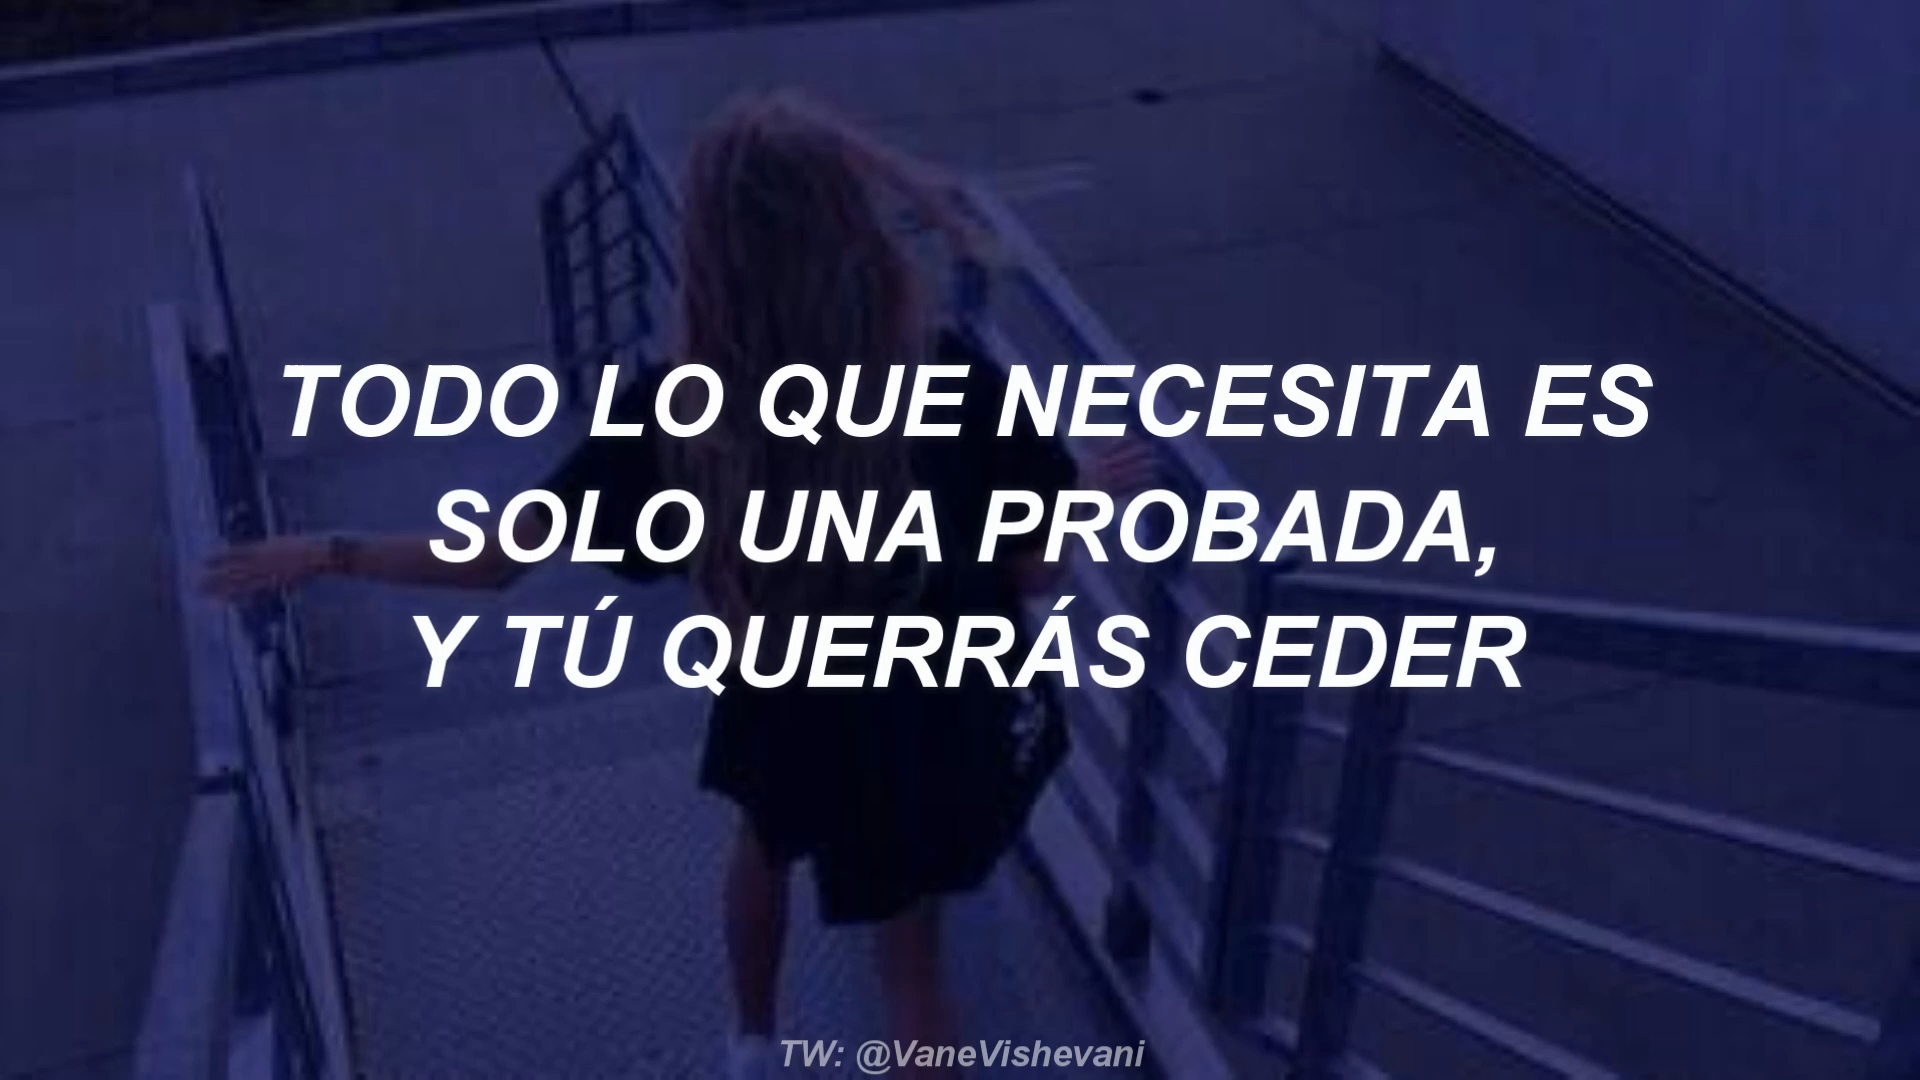 TODO LO QUE NECESITA ES
SOLO UNA PROBADA,
Y TÚ QUERRÁS CEDER
TW: @VaneVishevani